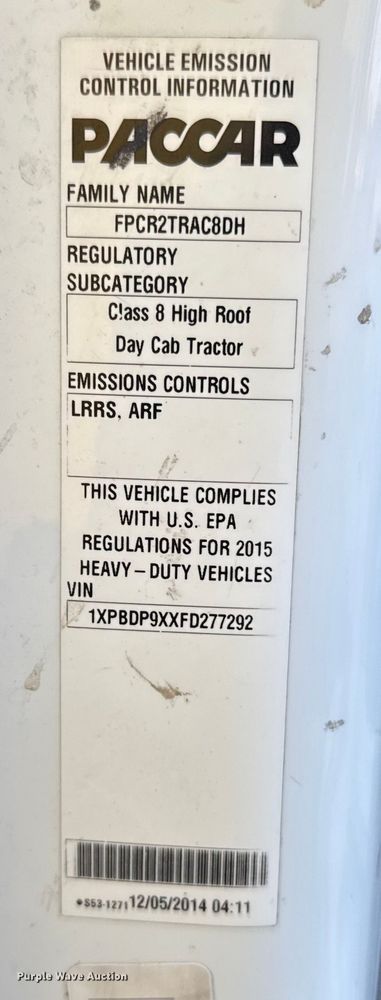 VEHICLE EMISSION
CONTROL INFORMATION
PACCAR
FAMILY NAME
FPCR2TRAC8DH
REGULATORY
SUBCATEGORY
Class 8 High Roof
Day Cab Tractor
EMISSIONS CONTROLS
LRRS, ARF
THIS VEHICLE COMPLIES
WITH U.S. EPA
REGULATIONS FOR 2015
HEAVY-DUTY VEHICLES
VIN
1XPBDP9XXFD277292
S53-1271 12/05/2014 04:11
Purple Wave Auction